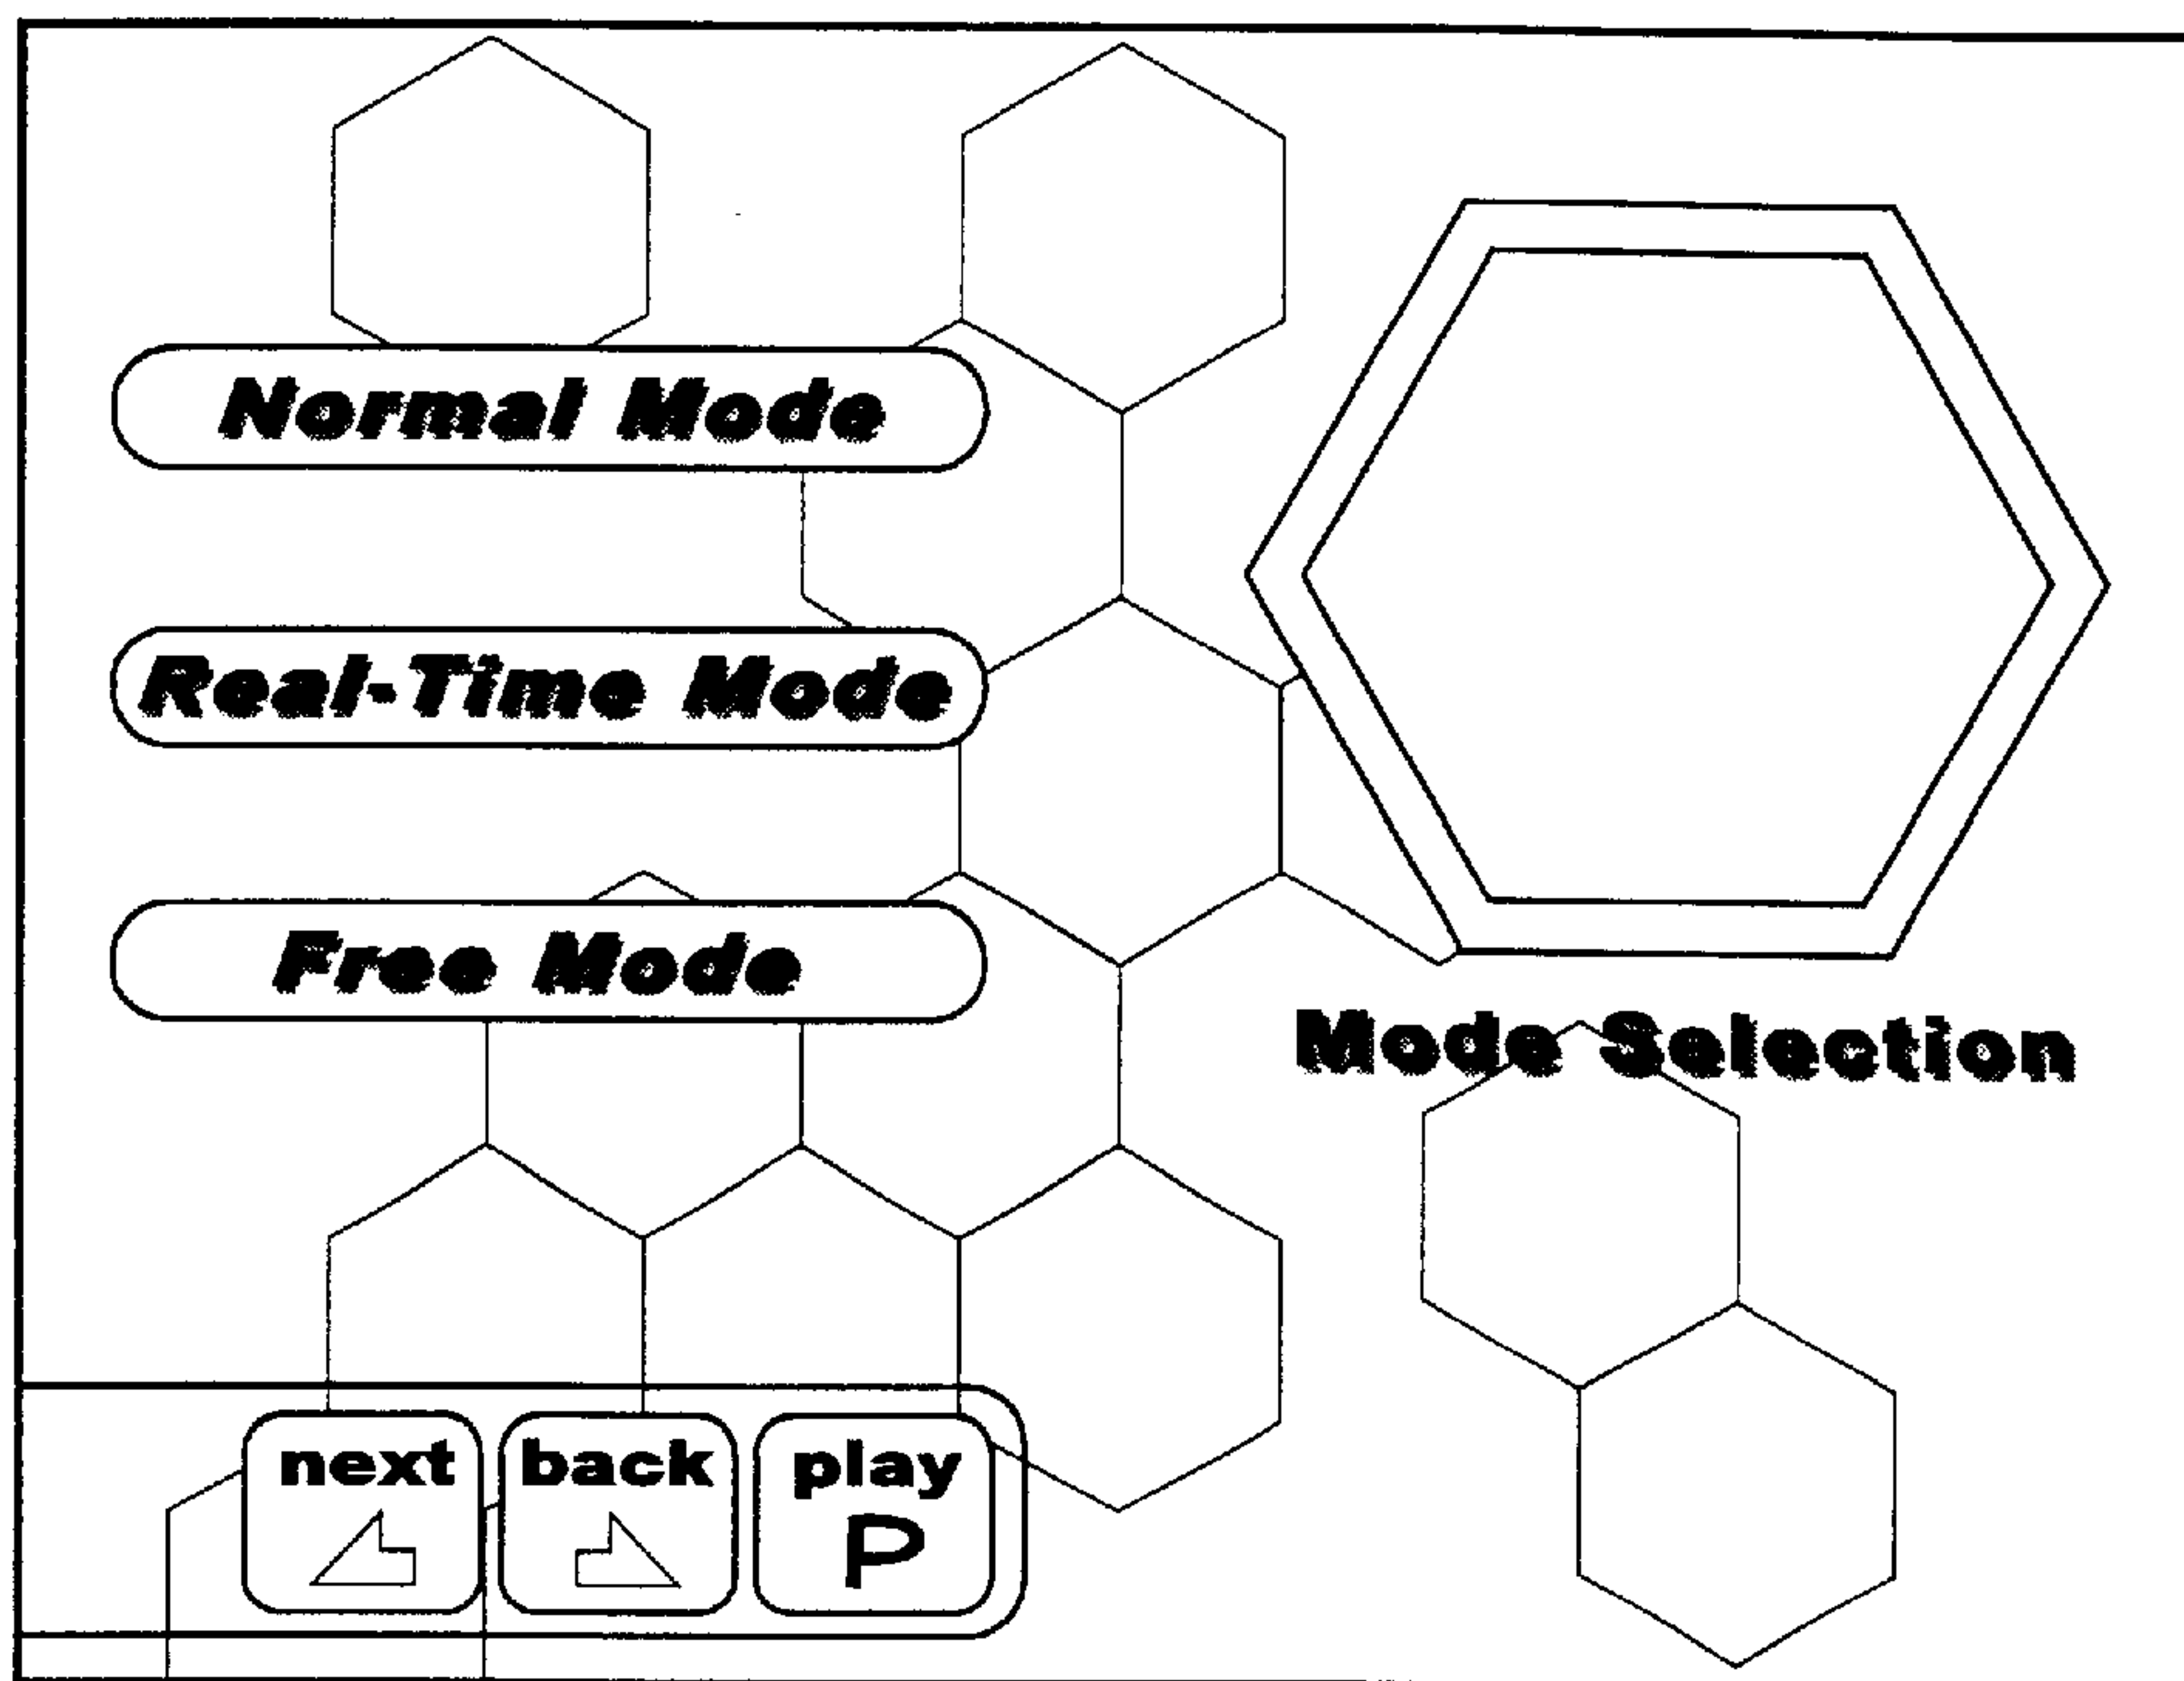 Normal Mode
Real-Time Mode
Free Mode
Mode Selection
next back play
P